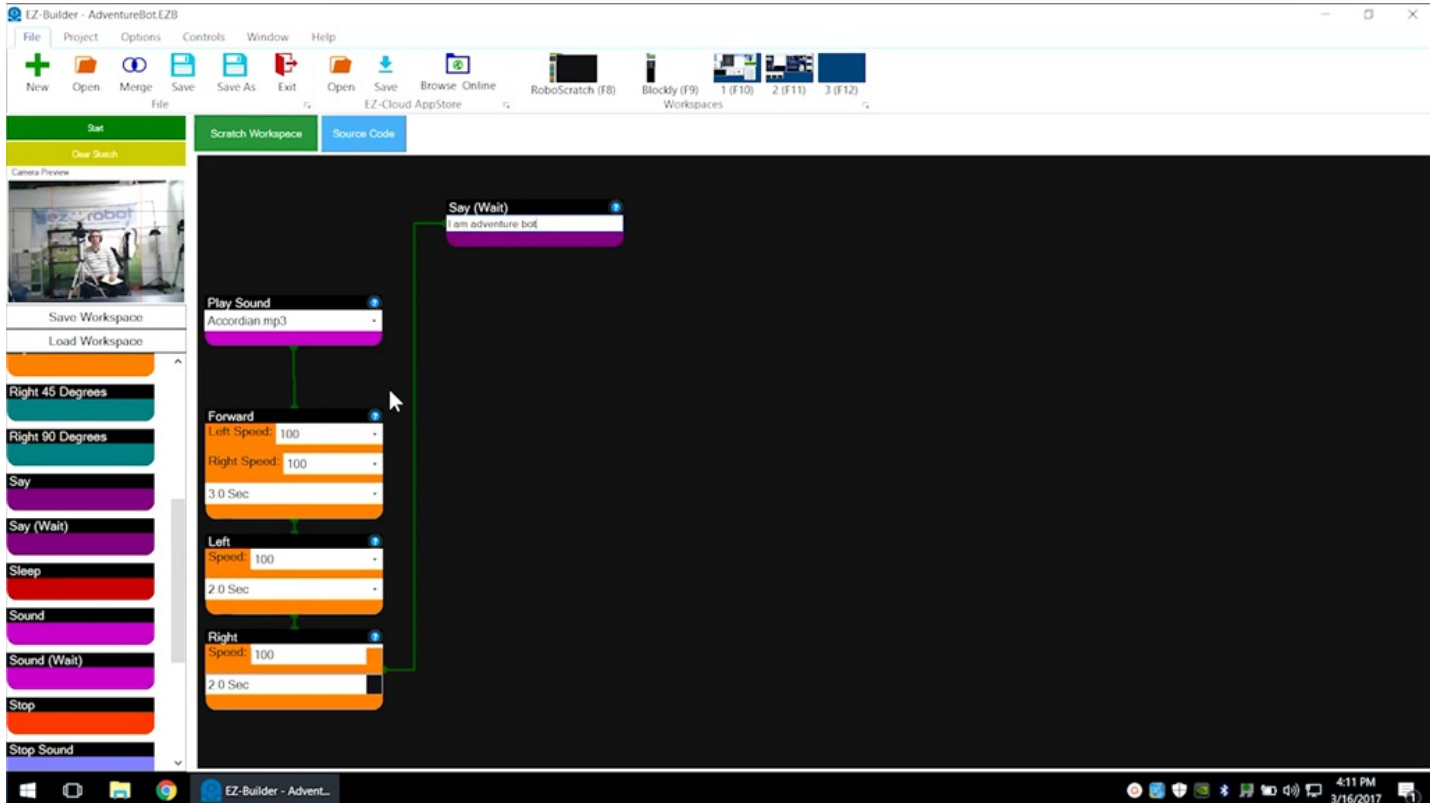 EZ-Builder - AdventureBot.EZB
File Project Options Controls Window Help
New Open Merge Save Save As Exit Open Save Browse Online RoboScratch (F8) Blockly (F9) 1 (F10) 2 (F11) 3 (F12)
File EZ-Cloud AppStore Workspaces
Start
Clear Sketch
Camera Preview
ez robot
Save Workspace
Load Workspace
Right 45 Degrees
Right 90 Degrees
Say
Say (Wait)
Sleep
Sound
Sound (Wait)
Stop
Stop Sound
Scratch Workspace Source Code
Say (Wait)
I am adventure bot
Play Sound
Accordian.mp3
Forward
Left Speed: 100
Right Speed: 100
3.0 Sec
Left
Speed: 100
2.0 Sec
Right
Speed: 100
2.0 Sec
EZ-Builder - Advent...
4:11 PM
3/16/2017